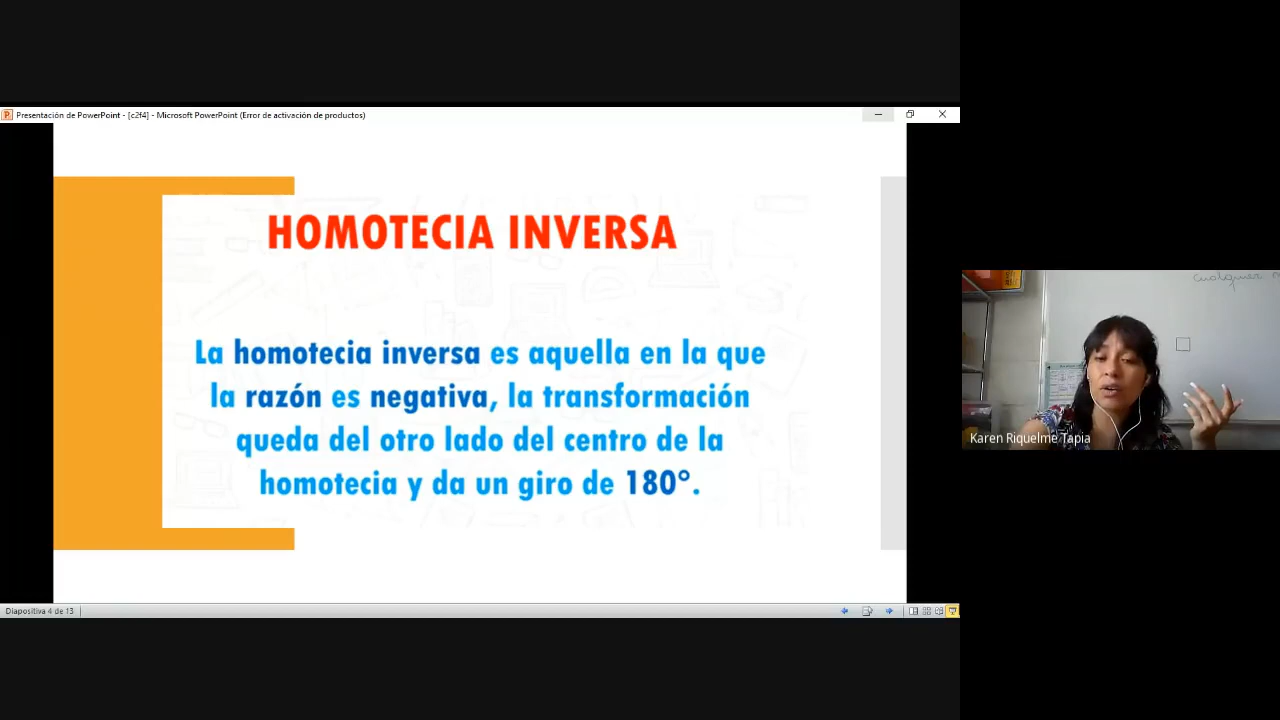 Presentación de PowerPoint - [c2f4] - Microsoft PowerPoint (Error de activación de productos)
HOMOTECIA INVERSA
La homotecia inversa es aquella en la que
la razón es negativa, la transformación
queda del otro lado del centro de la
homotecia y da un giro de 180°.
Diapositiva 4 de 13
cualquier
Karen Riquelme Tapia